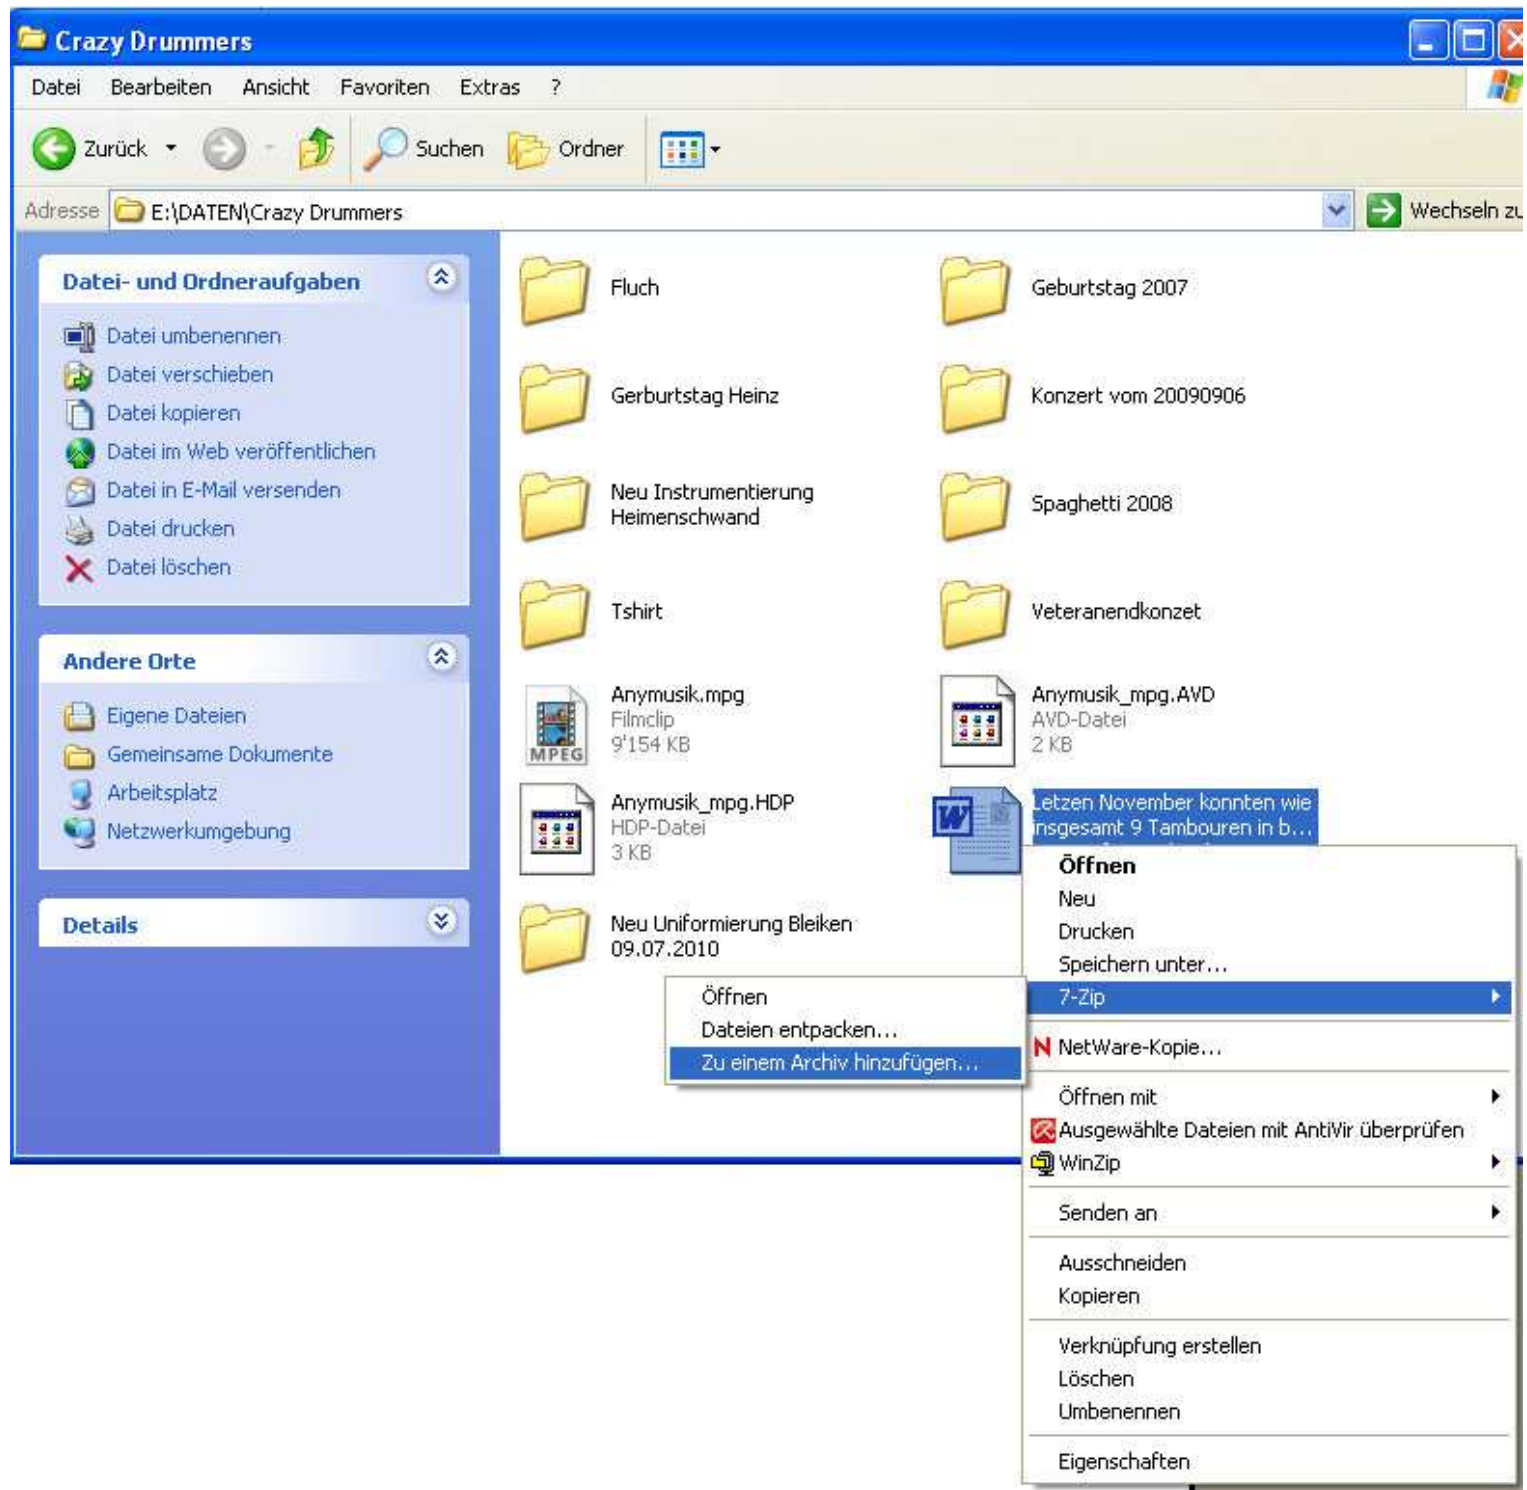 Crazy Drummers
Datei Bearbeiten Ansicht Favoriten Extras ?
Zurück Suchen Ordner
Adresse E:\DATEN\Crazy Drummers Wechseln zu
Datei- und Ordneraufgaben
Datei umbenennen
Datei verschieben
Datei kopieren
Datei im Web veröffentlichen
Datei in E-Mail versenden
Datei drucken
Datei löschen
Andere Orte
Eigene Dateien
Gemeinsame Dokumente
Arbeitsplatz
Netzwerkumgebung
Details
Fluch
Geburtstag 2007
Gerburtstag Heinz
Konzert vom 20090906
Neu Instrumentierung
Heimenschwand
Spaghetti 2008
Tshirt
Veteranendkonzet
MPEG
Anymusik.mpg
Filmclip
9'154 KB
Anymusik_mpg.AVD
AVD-Datei
2 KB
Anymusik_mpg.HDP
HDP-Datei
3 KB
W
Letzen November konnten wie
insgesamt 9 Tambouren in b...
Neu Uniformierung Bleiken
09.07.2010
Öffnen
Dateien entpacken...
Zu einem Archiv hinzufügen...
Öffnen
Neu
Drucken
Speichern unter...
7-Zip
N NetWare-Kopie...
Öffnen mit
Ausgewählte Dateien mit AntiVir überprüfen
WinZip
Senden an
Ausschneiden
Kopieren
Verknüpfung erstellen
Löschen
Umbenennen
Eigenschaften